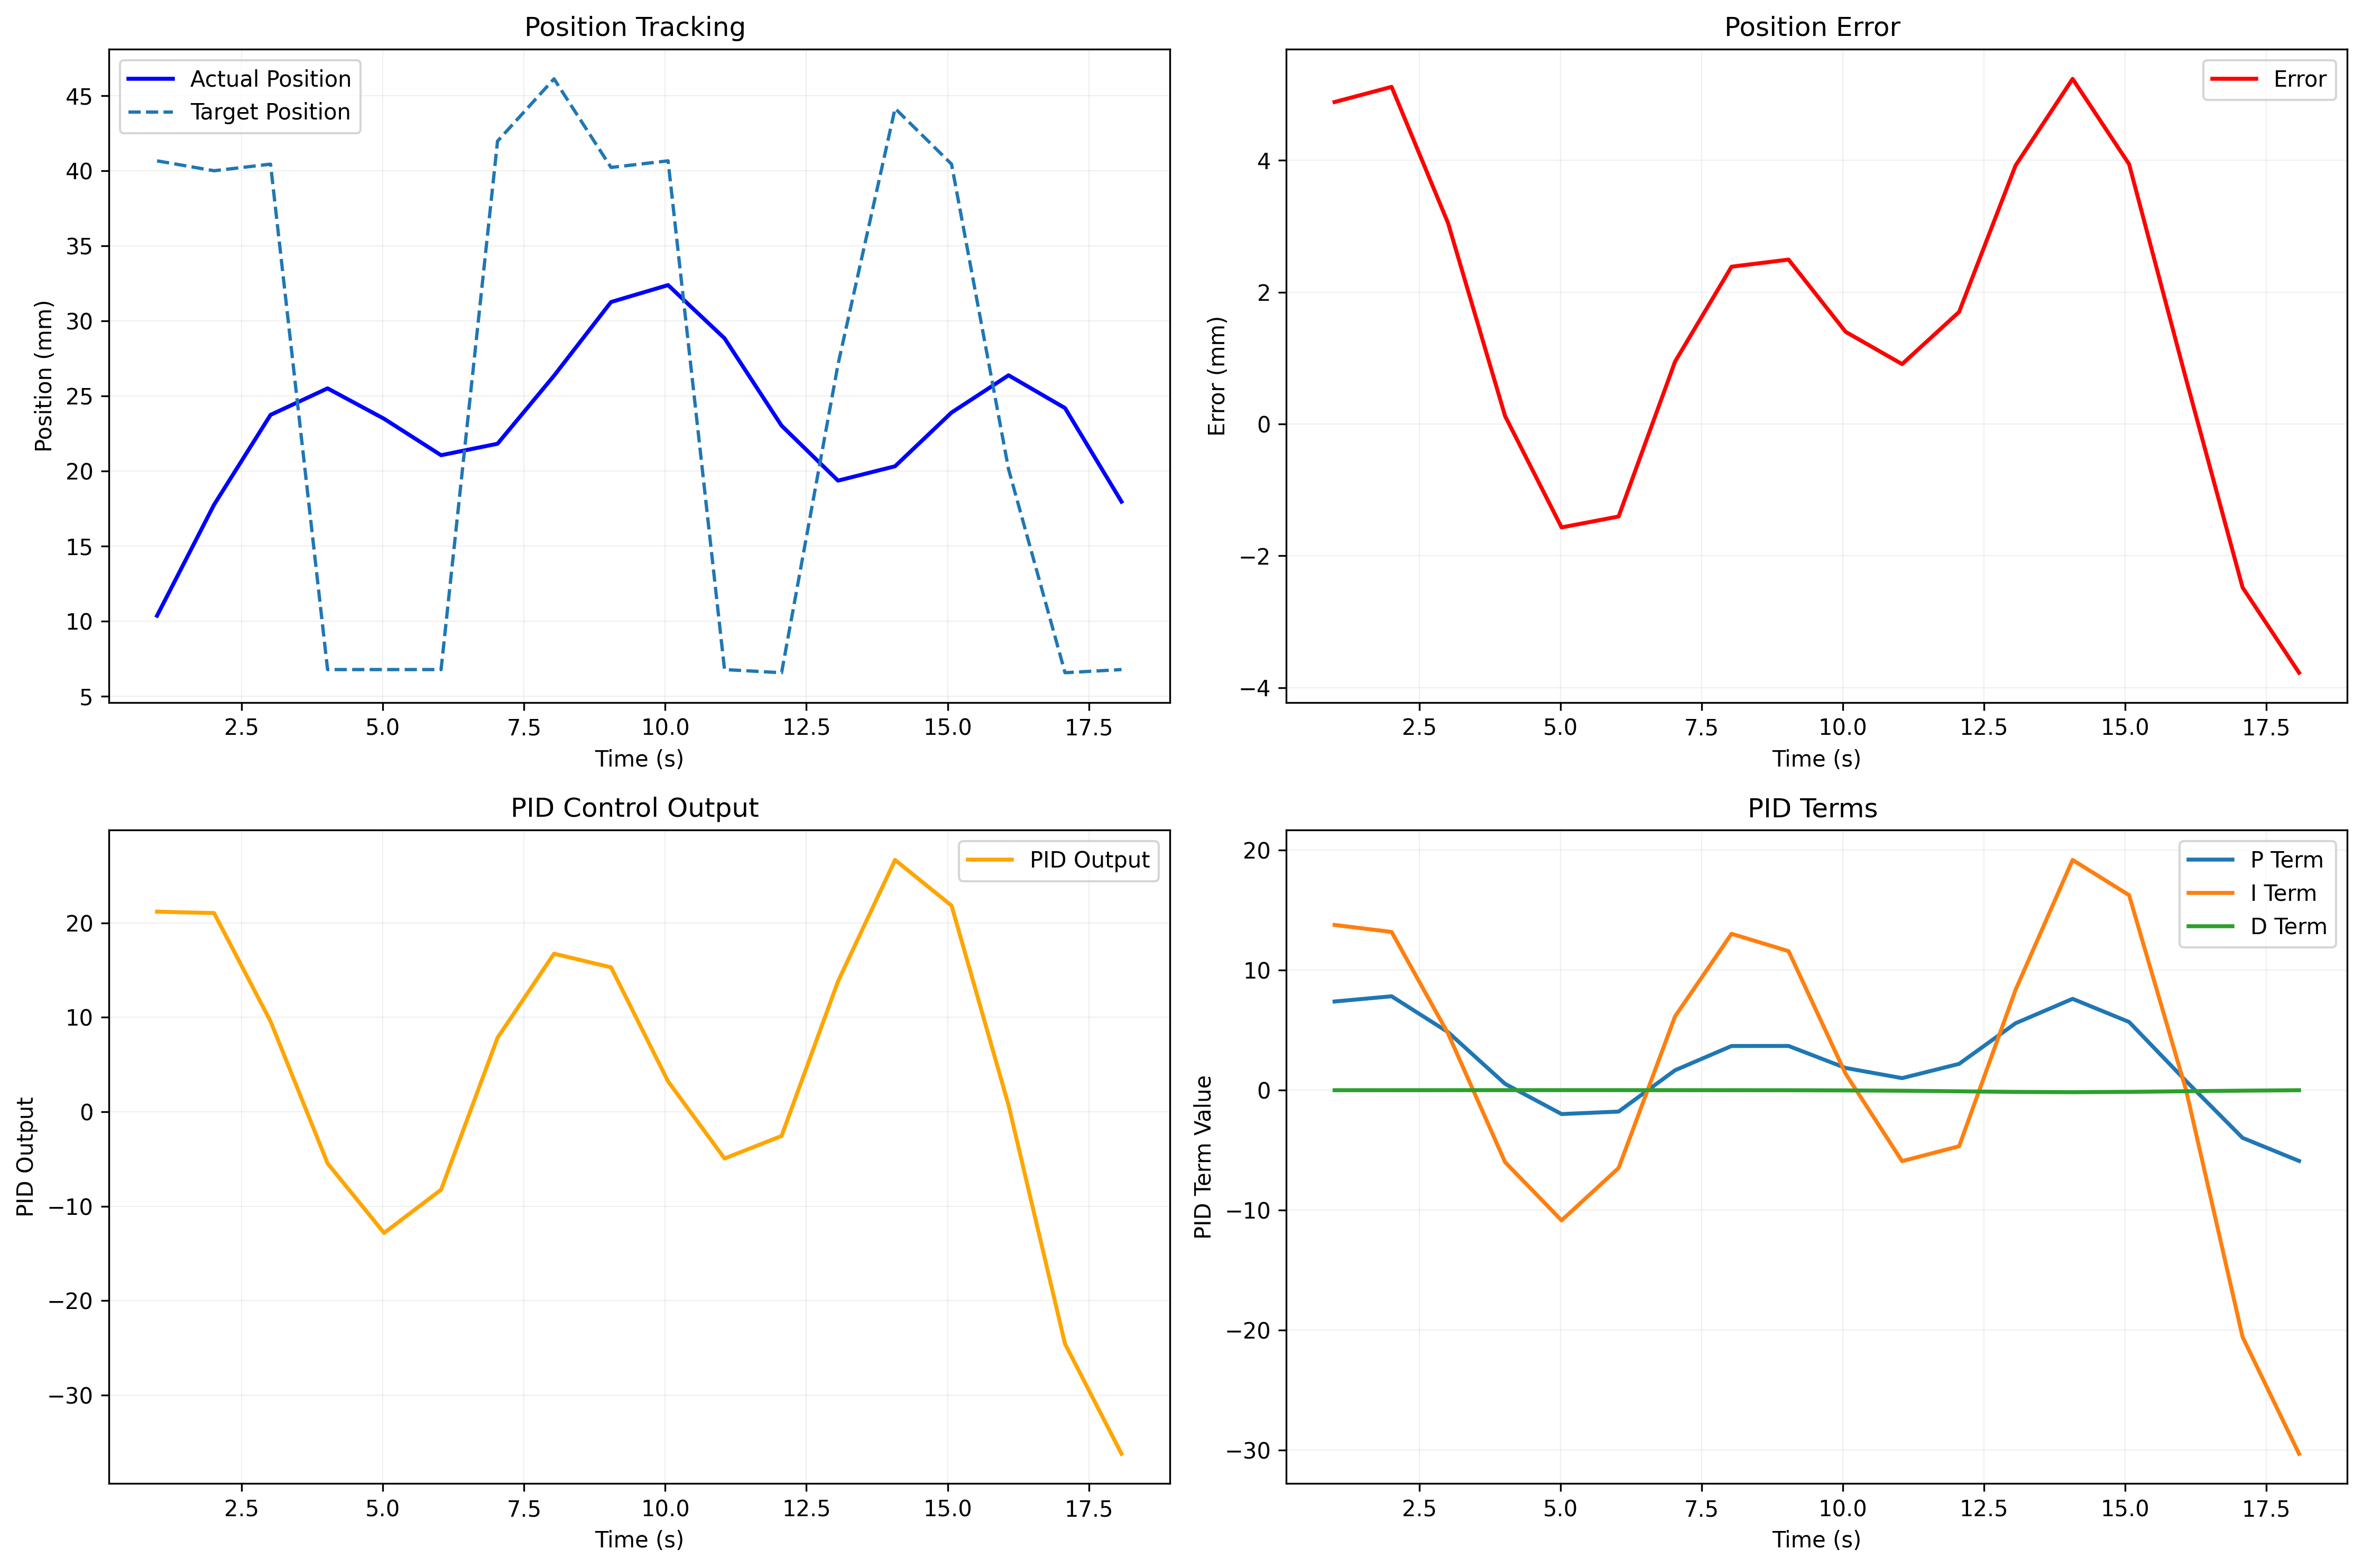 Position Tracking
Actual Position
Target Position
Position (mm)
45
40
35
30
25
20
15
10
5
2.5 5.0 7.5 10.0 12.5 15.0 17.5
Time (s)
Position Error
Error
Error (mm)
4
2
0
−2
−4
2.5 5.0 7.5 10.0 12.5 15.0 17.5
Time (s)
PID Control Output
PID Output
PID Output
20
10
0
−10
−20
−30
2.5 5.0 7.5 10.0 12.5 15.0 17.5
Time (s)
PID Terms
P Term
I Term
D Term
PID Term Value
20
10
0
−10
−20
−30
2.5 5.0 7.5 10.0 12.5 15.0 17.5
Time (s)